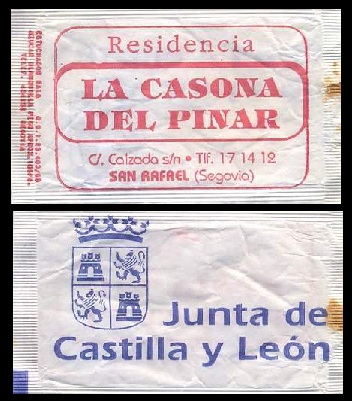 Residencia
LA CASONA
DEL PINAR
C/. Calzada s/n • Tlf. 17 14 12
SAN RAFAEL (Segovia)
Junta de
Castilla y León